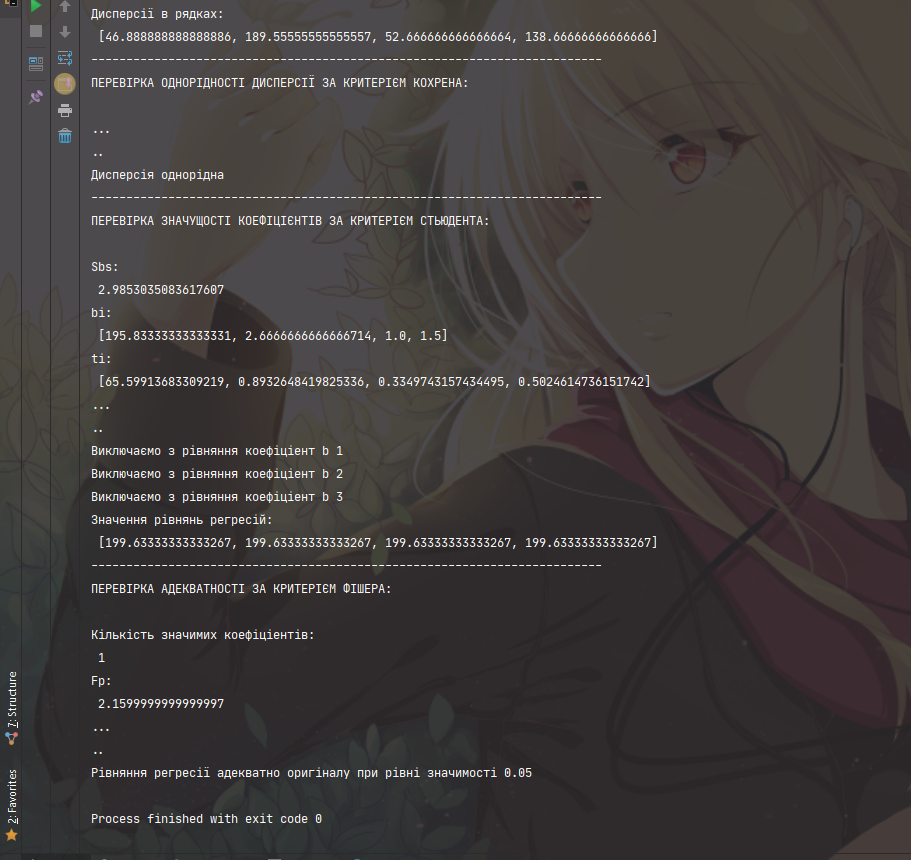 Дисперсії в рядках:
[46.888888888888886, 189.55555555555557, 52.666666666666664, 138.66666666666666]
-------------------------------------------------------------------------
ПЕРЕВІРКА ОДНОРІДНОСТІ ДИСПЕРСІЇ ЗА КРИТЕРІЄМ КОХРЕНА:
...
..
Дисперсія однорідна
-------------------------------------------------------------------------
ПЕРЕВІРКА ЗНАЧУЩОСТІ КОЕФІЦІЄНТІВ ЗА КРИТЕРІЄМ СТЬЮДЕНТА:
Sbs:
2.9853035083617607
bi:
[195.83333333333331, 2.6666666666666714, 1.0, 1.5]
ti:
[65.59913683309219, 0.8932648419825336, 0.3349743157434495, 0.5024614736151742]
...
..
Виключаємо з рівняння коефіціент b 1
Виключаємо з рівняння коефіціент b 2
Виключаємо з рівняння коефіціент b 3
Значення рівнянь регресій:
[199.63333333333267, 199.63333333333267, 199.63333333333267, 199.63333333333267]
-------------------------------------------------------------------------
ПЕРЕВІРКА АДЕКВАТНОСТІ ЗА КРИТЕРІЄМ ФІШЕРА:
Кількість значимих коефіціентів:
1
Fp:
2.1599999999999997
...
..
Рівняння регресії адекватно оригіналу при рівні значимості 0.05
Process finished with exit code 0
7: Structure
2: Favorites